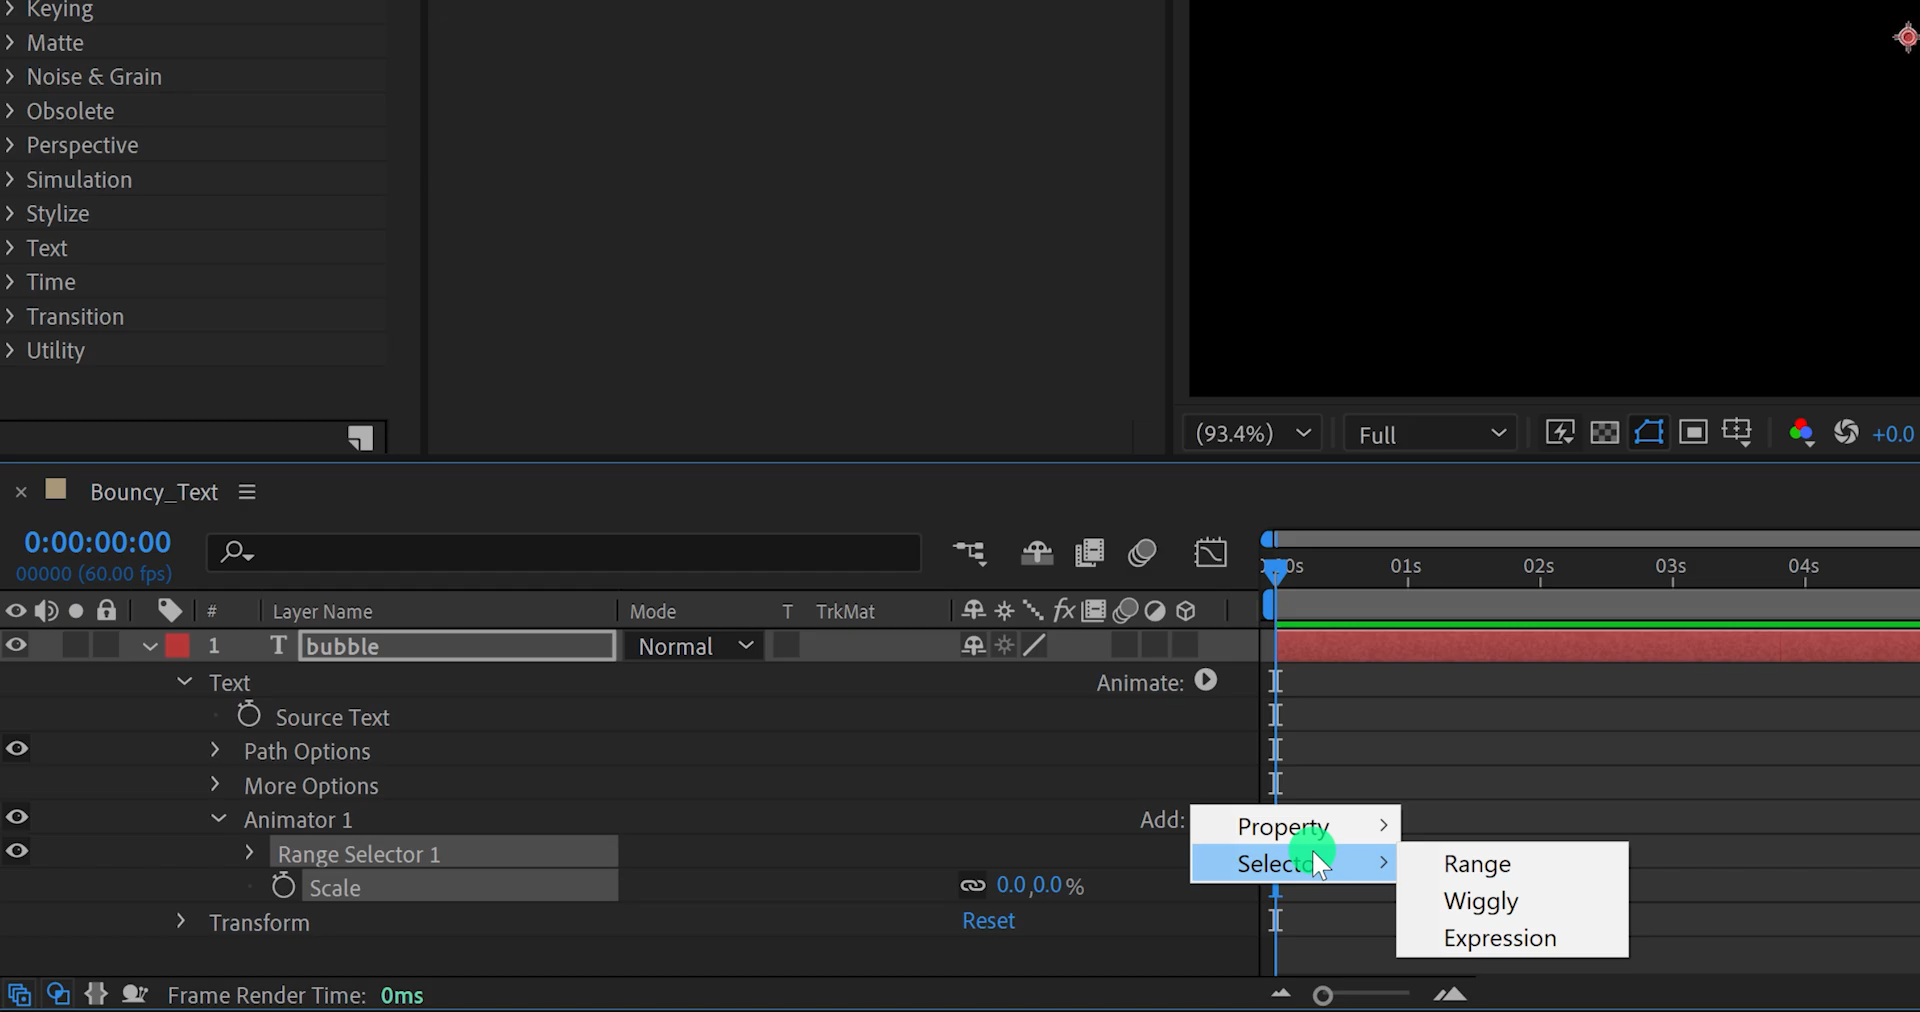 Keying
Matte
Noise & Grain
Obsolete
Perspective
Simulation
Stylize
Text
Time
Transition
Utility
(93.4%)
Full
+0.0
Bouncy_Text
0:00:00:00
00000 (60.00 fps)
0s 01s 02s 03s 04s
# Layer Name Mode T TrkMat fx
1 T bubble Normal
Text Animate:
Source Text
Path Options
More Options
Animator 1 Add:
Property
Range Selector 1
Selector
Range
Scale 0.0,0.0 %
Wiggly
Transform Reset
Expression
Frame Render Time: 0ms